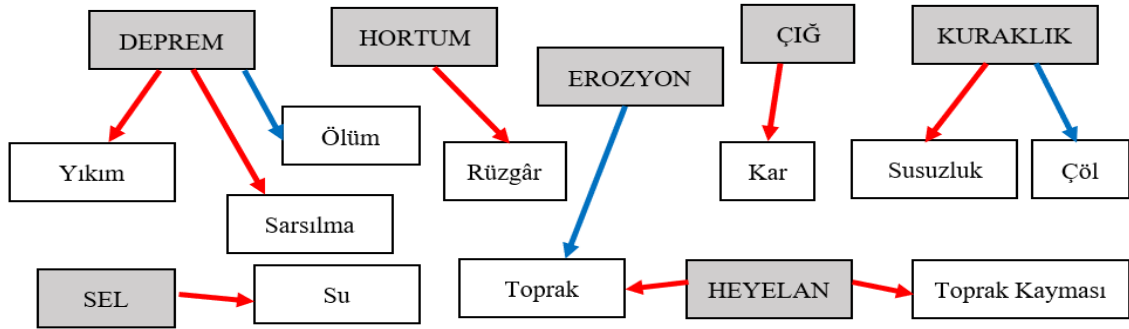 DEPREM
HORTUM
ÇIĞ
KURAKLIK
EROZYON
Ölüm
Yıkım
Rüzgâr
Kar
Susuzluk
Çöl
Sarsılma
SEL
Su
Toprak
HEYELAN
Toprak Kayması